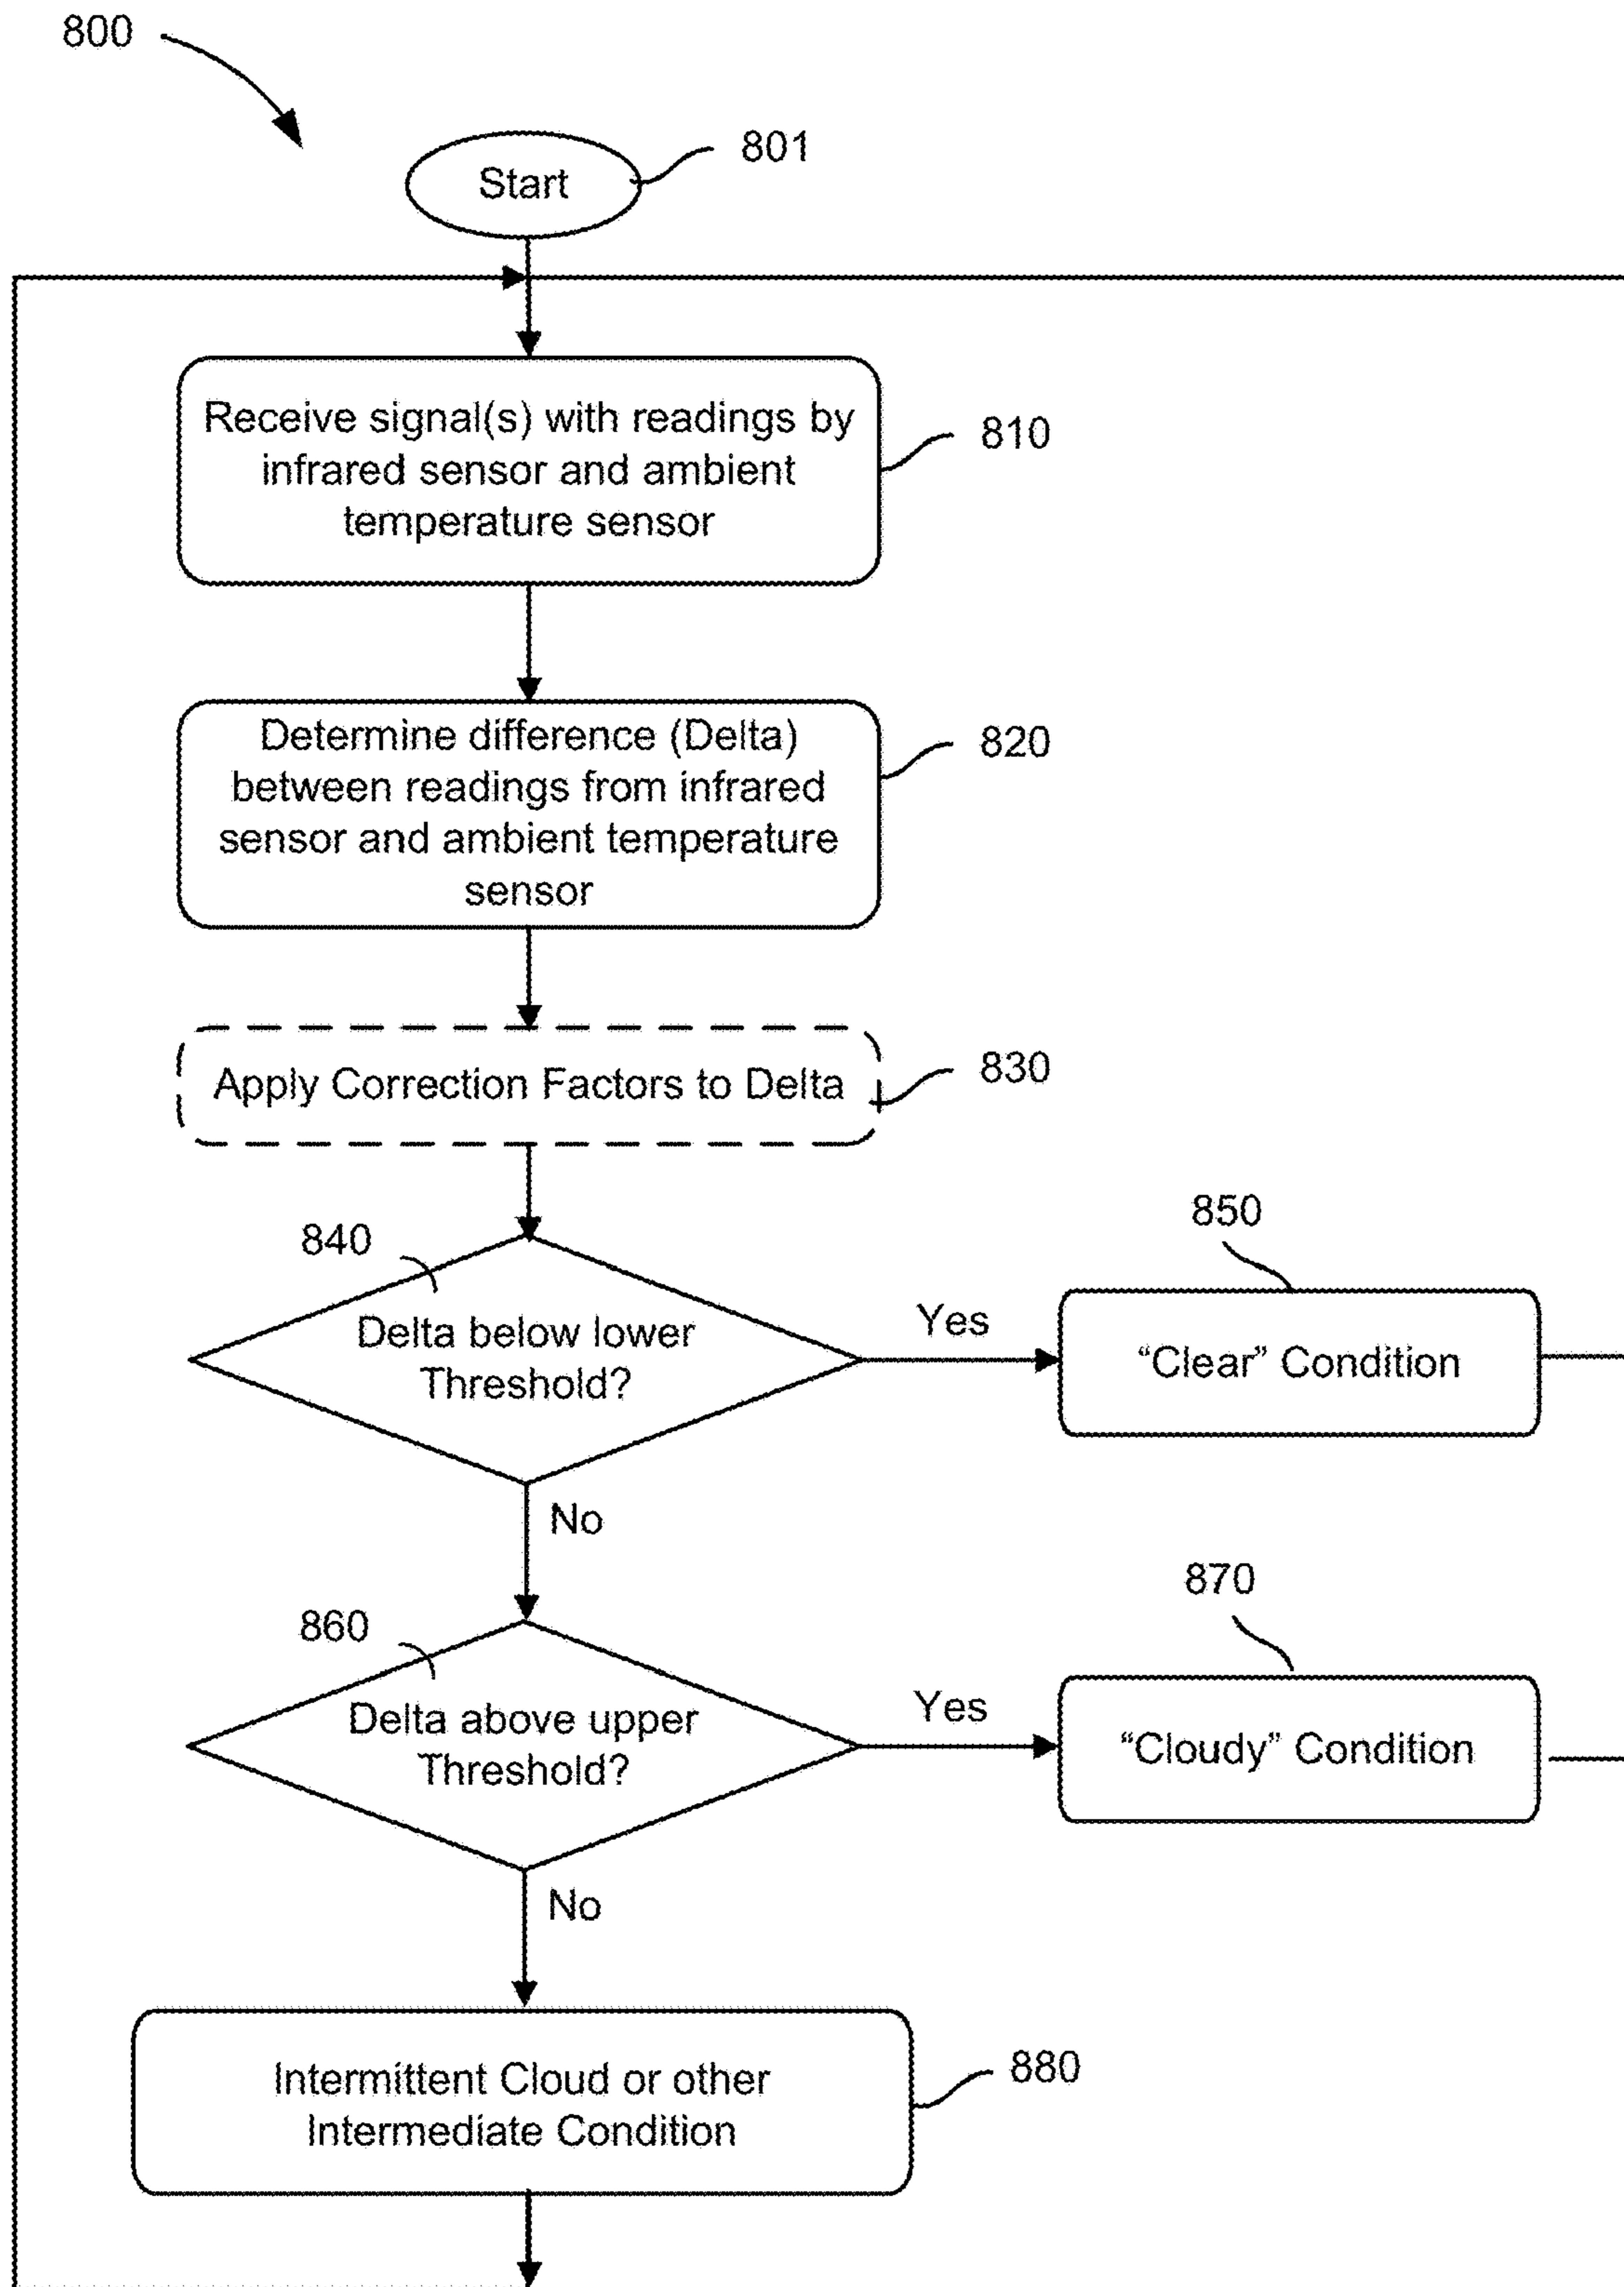 800
801
Start
Receive signal(s) with readings by
infrared sensor and ambient
temperature sensor
810
Determine difference (Delta)
between readings from infrared
sensor and ambient temperature
sensor
820
Apply Correction Factors to Delta
830
840
Delta below lower
Threshold?
Yes
850
“Clear” Condition
No
860
Delta above upper
Threshold?
Yes
870
“Cloudy” Condition
No
Intermittent Cloud or other
Intermediate Condition
880